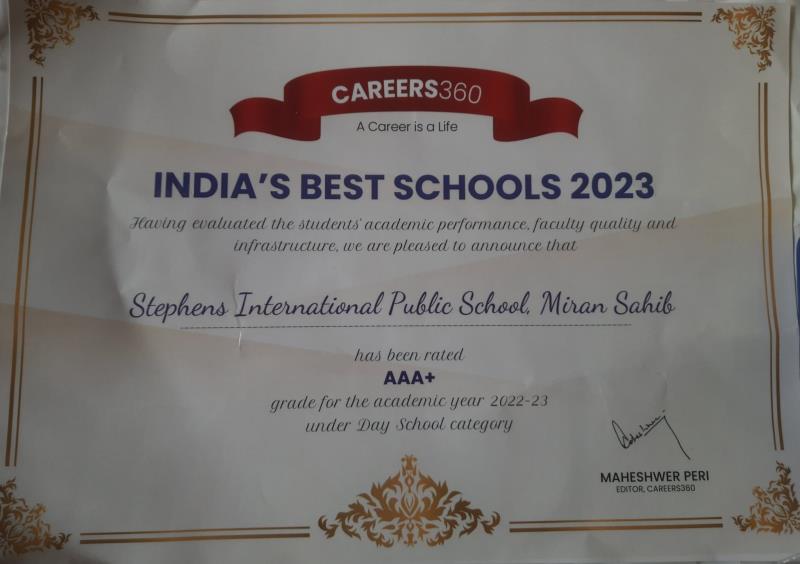 CAREERS360
A Career is a Life
INDIA'S BEST SCHOOLS 2023
Having evaluated the students' academic performance, faculty quality and
infrastructure, we are pleased to announce that
Stephens International Public School, Miran Sahib
has been rated
AAA+
grade for the academic year 2022-23
under Day School category
MAHESHWER PERI
EDITOR, CAREERS360